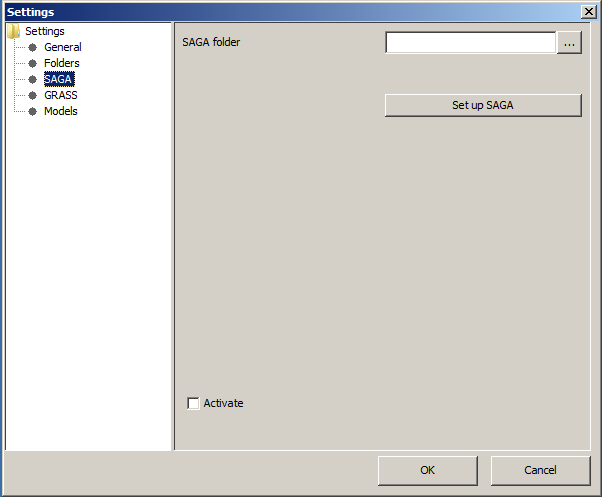 Settings
Settings
General
Folders
SAGA
GRASS
Models
SAGA folder
...
Set up SAGA
Activate
OK
Cancel